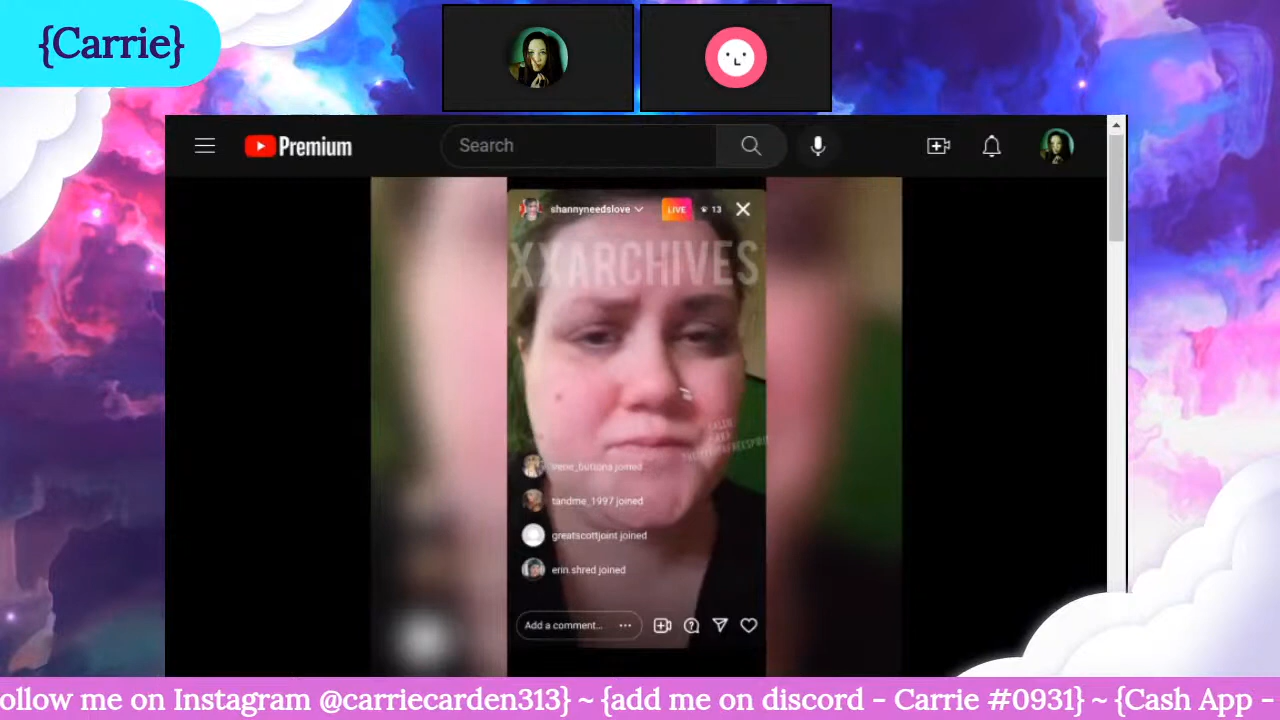 {Carrie}
Premium
Search
shannyneedslove
LIVE
13
XXARCHIVES
joined
tandme_1997 joined
greatscottjoint joined
erin.shred joined
Add a comment...
ollow me on Instagram @carriecarden313} ~ {add me on discord - Carrie #0931} ~ {Cash App -